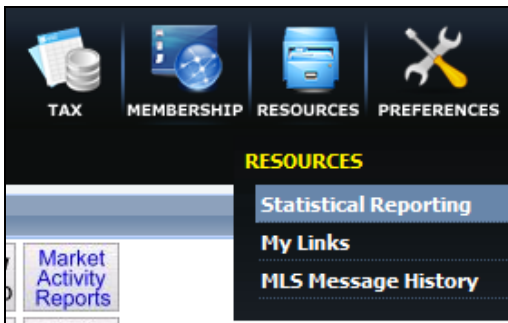 TAX MEMBERSHIP RESOURCES PREFERENCES
RESOURCES
Statistical Reporting
My Links
MLS Message History
Market
Activity
Reports